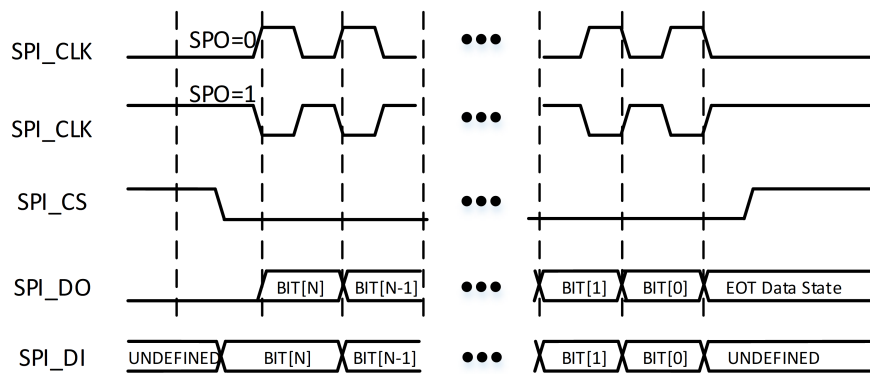 SPI_CLK SPO=0
SPI_CLK SPO=1
SPI_CS
SPI_DO BIT[N] BIT[N-1] BIT[1] BIT[0] EOT Data State
SPI_DI UNDEFINED BIT[N] BIT[N-1] BIT[1] BIT[0] UNDEFINED